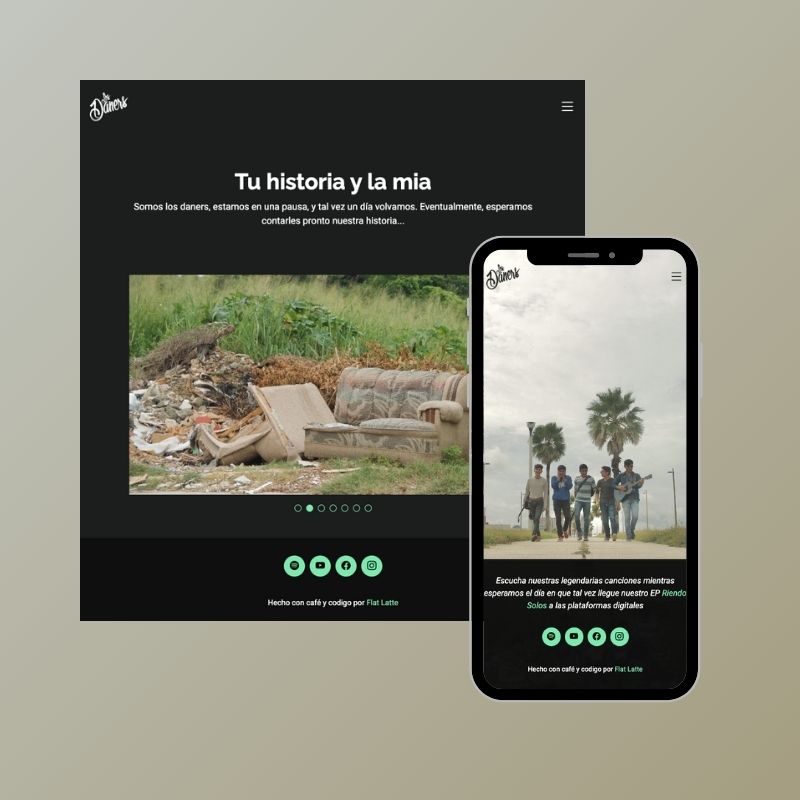 Los
Daners
Tu historia y la mia
Somos los daners, estamos en una pausa, y tal vez un día volvamos. Eventualmente, esperamos
contarles pronto nuestra historia...
Hecho con café y codigo por Flat Latte
Los
Daners
Escucha nuestras legendarias canciones mientras
esperamos el día en que tal vez llegue nuestro EP Riendo
Solos a las plataformas digitales
Hecho con café y codigo por Flat Latte